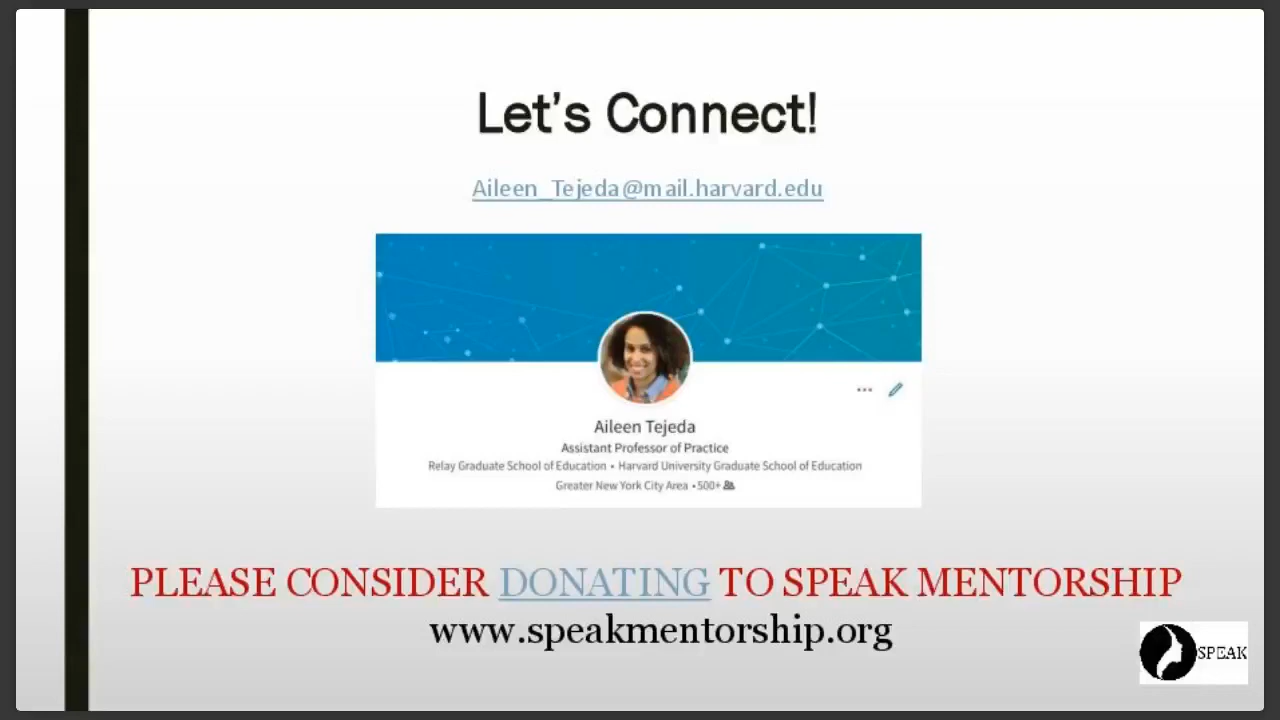 Let's Connect!
Aileen_Tejeda@mail.harvard.edu
Aileen Tejeda
Assistant Professor of Practice
Relay Graduate School of Education • Harvard University Graduate School of Education
Greater New York City Area • 500+
PLEASE CONSIDER DONATING TO SPEAK MENTORSHIP
www.speakmentorship.org
SPEAK